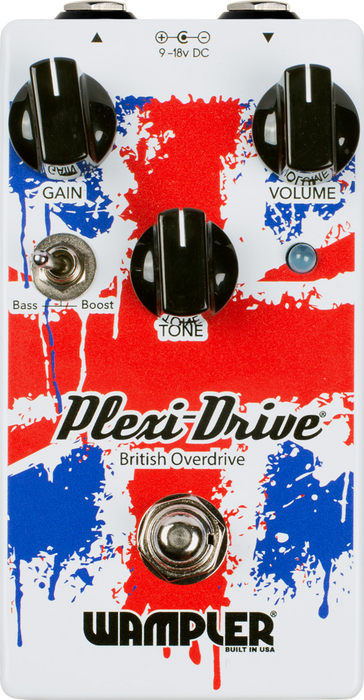 9-18v DC
GAIN
VOLUME
Bass
Boost
TONE
Plexi-Drive®
British Overdrive
WAMPLER®
BUILT IN USA